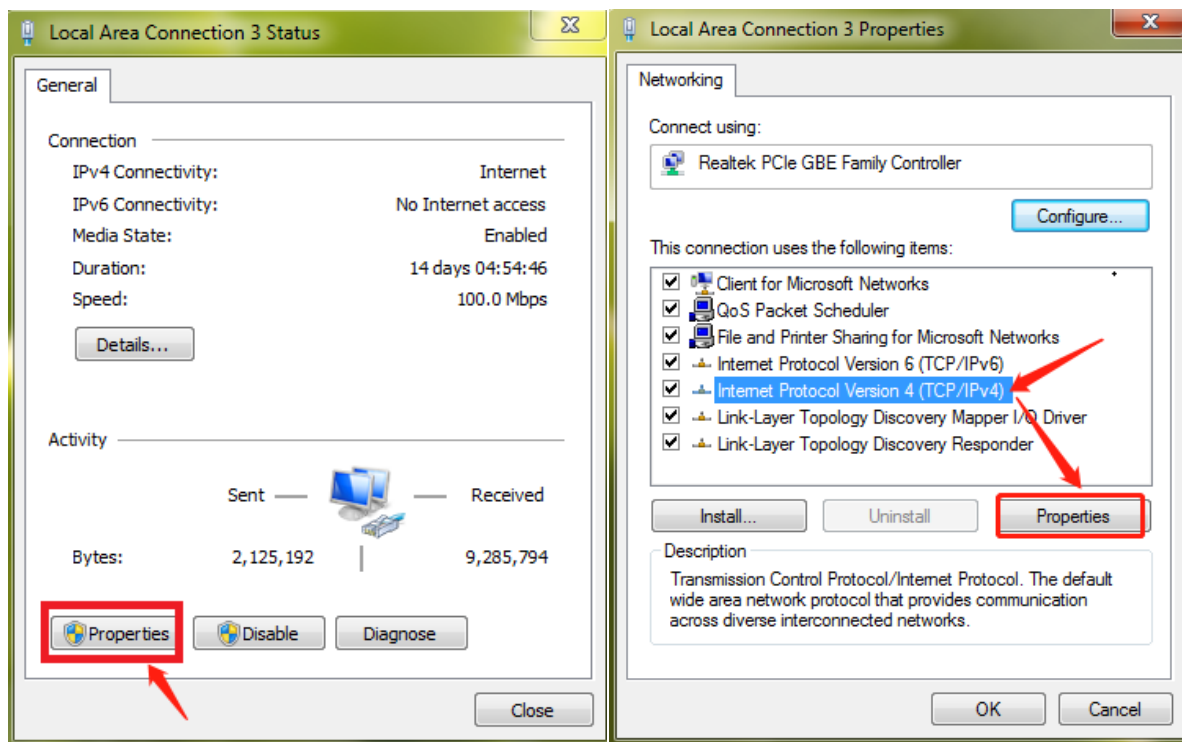 Local Area Connection 3 Status
General
Connection
IPv4 Connectivity: Internet
IPv6 Connectivity: No Internet access
Media State: Enabled
Duration: 14 days 04:54:46
Speed: 100.0 Mbps
Details...
Activity
Sent Received
Bytes: 2,125,192 9,285,794
Properties Disable Diagnose
Close
Local Area Connection 3 Properties
Networking
Connect using:
Realtek PCIe GBE Family Controller
Configure...
This connection uses the following items:
Client for Microsoft Networks
QoS Packet Scheduler
File and Printer Sharing for Microsoft Networks
Internet Protocol Version 6 (TCP/IPv6)
Internet Protocol Version 4 (TCP/IPv4)
Link-Layer Topology Discovery Mapper I/O Driver
Link-Layer Topology Discovery Responder
Install... Uninstall Properties
Description
Transmission Control Protocol/Internet Protocol. The default
wide area network protocol that provides communication
across diverse interconnected networks.
OK Cancel